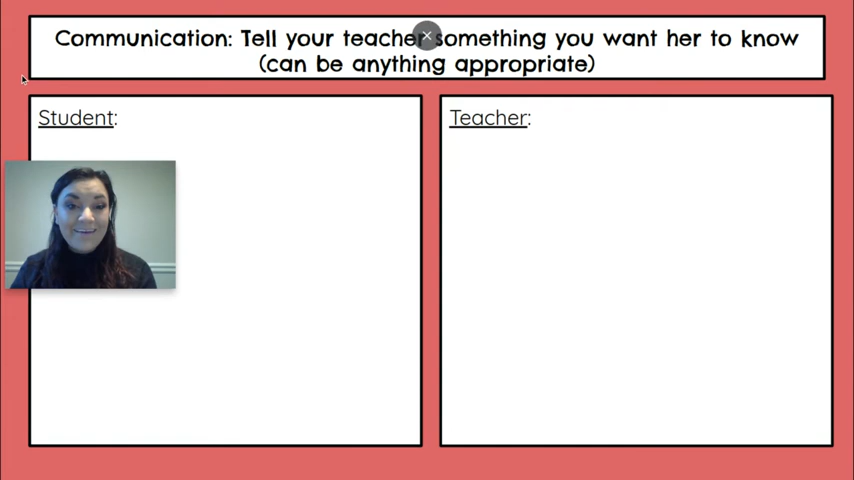 Communication: Tell your teacher something you want her to know
(can be anything appropriate)
Student:
Teacher: